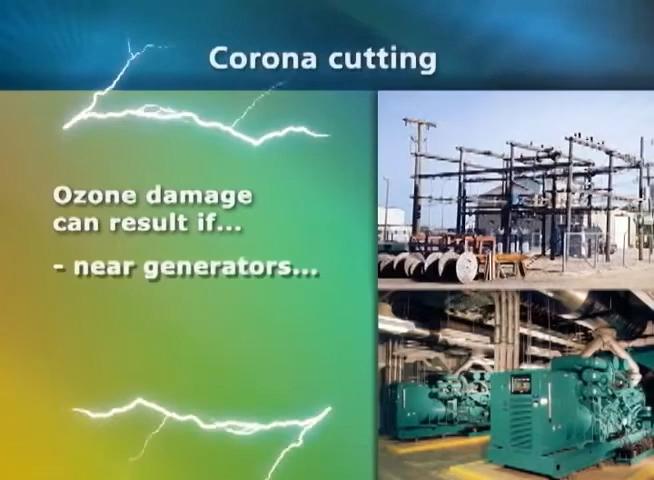 Corona cutting
Ozone damage
can result if...
- near generators...